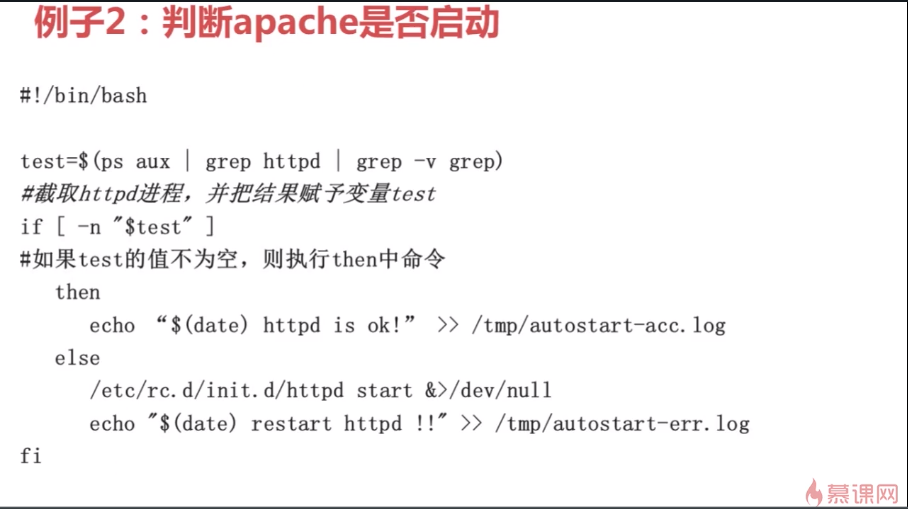 例子2：判断apache是否启动
#!/bin/bash
test=$(ps aux | grep httpd | grep -v grep)
#截取httpd进程，并把结果赋予变量test
if [ -n "$test" ]
#如果test的值不为空，则执行then中命令
then
echo “$(date) httpd is ok!” >> /tmp/autostart-acc.log
else
/etc/rc.d/init.d/httpd start &>/dev/null
echo "$(date) restart httpd !!" >> /tmp/autostart-err.log
fi
慕课网